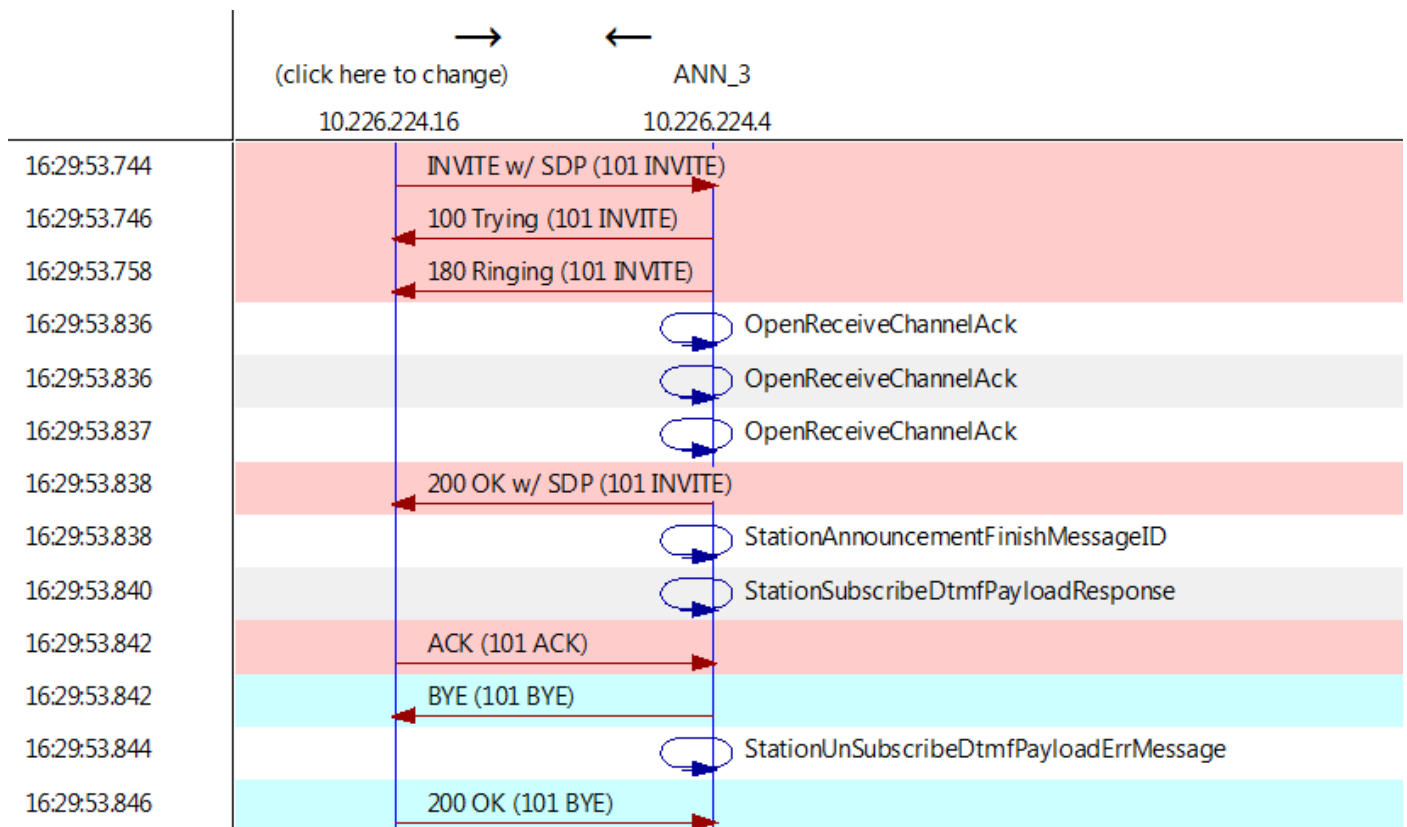 → ←
(click here to change) ANN_3
10.226.224.16 10.226.224.4
16:29:53.744 INVITE w/ SDP (101 INVITE)
16:29:53.746 100 Trying (101 INVITE)
16:29:53.758 180 Ringing (101 INVITE)
16:29:53.836 OpenReceiveChannelAck
16:29:53.836 OpenReceiveChannelAck
16:29:53.837 OpenReceiveChannelAck
16:29:53.838 200 OK w/ SDP (101 INVITE)
16:29:53.838 StationAnnouncementFinishMessageID
16:29:53.840 StationSubscribeDtmfPayloadResponse
16:29:53.842 ACK (101 ACK)
16:29:53.842 BYE (101 BYE)
16:29:53.844 StationUnSubscribeDtmfPayloadErrMessage
16:29:53.846 200 OK (101 BYE)